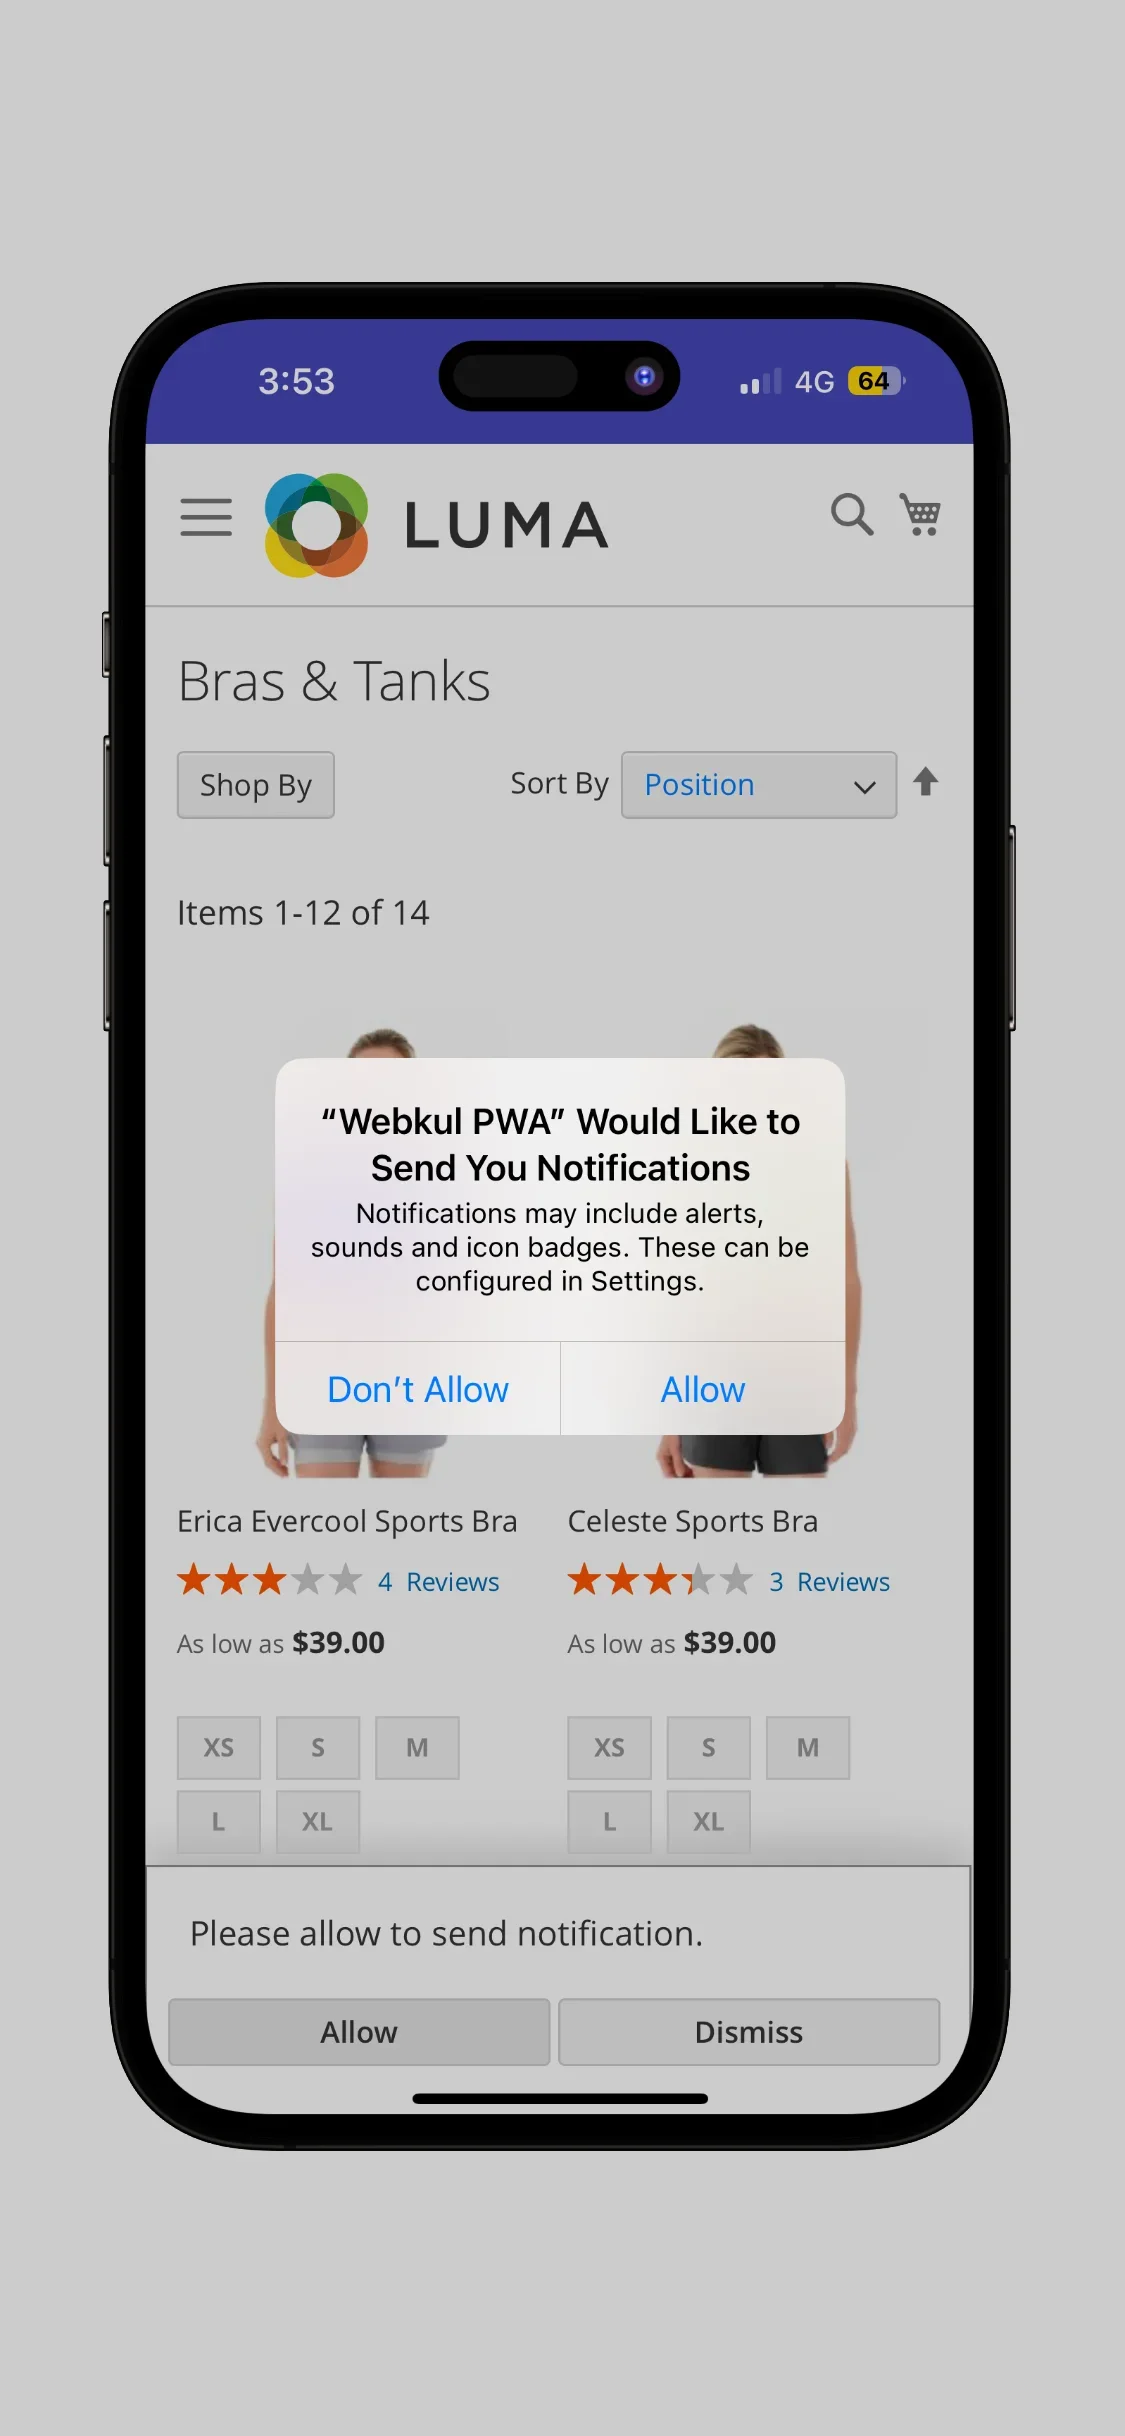 3:53
4G 64
LUMA
Bras & Tanks
Shop By
Sort By Position
Items 1-12 of 14
“Webkul PWA” Would Like to
Send You Notifications
Notifications may include alerts,
sounds and icon badges. These can be
configured in Settings.
Don’t Allow
Allow
Erica Evercool Sports Bra
4 Reviews
As low as $39.00
XS S M
L XL
Celeste Sports Bra
3 Reviews
As low as $39.00
XS S M
L XL
Please allow to send notification.
Allow
Dismiss